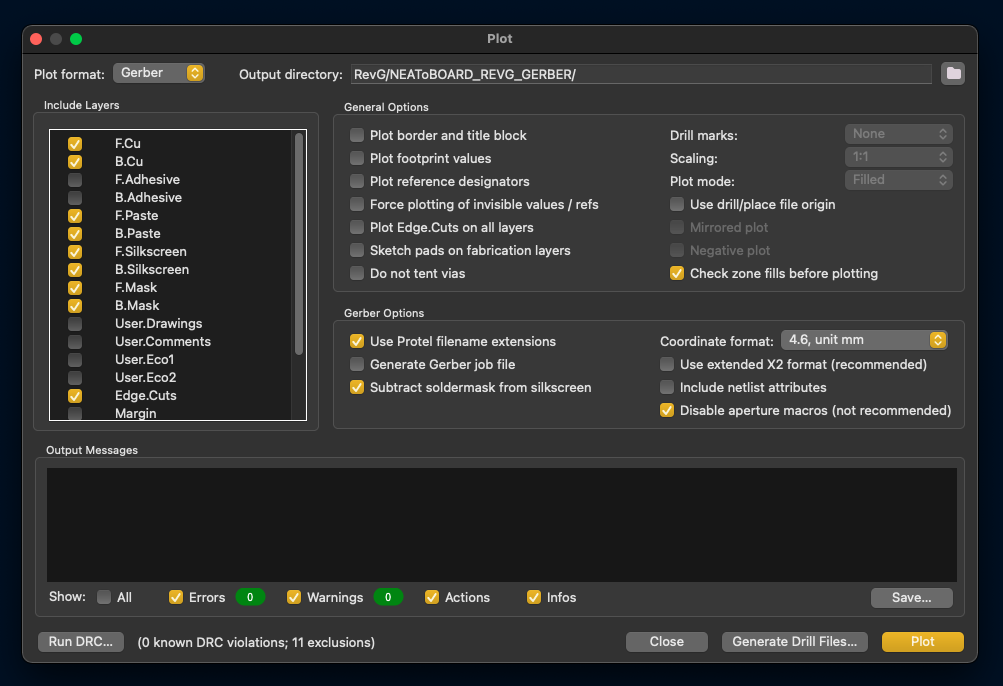 Plot
Plot format: Gerber Output directory: RevG/NEAToBOARD_REVG_GERBER/
Include Layers
F.Cu
B.Cu
F.Adhesive
B.Adhesive
F.Paste
B.Paste
F.Silkscreen
B.Silkscreen
F.Mask
B.Mask
User.Drawings
User.Comments
User.Eco1
User.Eco2
Edge.Cuts
Margin
General Options
Plot border and title block
Plot footprint values
Plot reference designators
Force plotting of invisible values / refs
Plot Edge.Cuts on all layers
Sketch pads on fabrication layers
Do not tent vias
Drill marks: None
Scaling: 1:1
Plot mode: Filled
Use drill/place file origin
Mirrored plot
Negative plot
Check zone fills before plotting
Gerber Options
Use Protel filename extensions
Generate Gerber job file
Subtract soldermask from silkscreen
Coordinate format: 4.6, unit mm
Use extended X2 format (recommended)
Include netlist attributes
Disable aperture macros (not recommended)
Output Messages
Show: All Errors 0 Warnings 0 Actions Infos Save...
Run DRC... (0 known DRC violations; 11 exclusions) Close Generate Drill Files... Plot